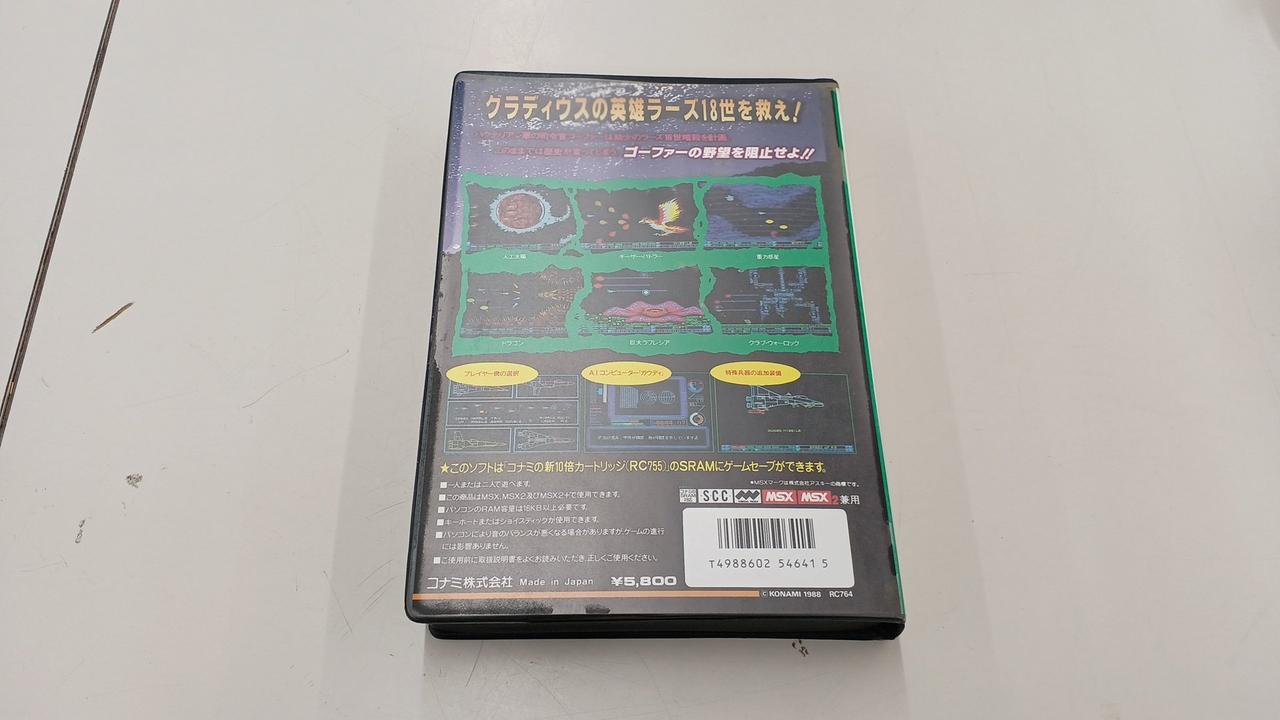 グラディウスの英雄ラーズ18世を救え!
ゴーファーの野望を阻止せよ!!
人工太陽
ギーザー・バトラー
重力惑星
ドラゴン
巨大ラフレシア
クラブ・ウォーロック
プレイヤー機の選択
A.I.コンピューター「ガウディ」
特殊兵器の追加装備
★このソフトは「コナミの新10倍カートリッジ(RC755)」のSRAMにゲームセーブができます。
●MSXマークは株式会社アスキーの商標です。
■一人または二人で遊べます。
■この商品はMSX,MSX2及びMSX2+で使用できます。
■パソコンのRAM容量は16KB以上必要です。
■キーボードまたはジョイスティックが使用できます。
■パソコンにより音のバランスが悪くなる場合がありますが、ゲームの進行
には影響ありません。
■ご使用前に取扱説明書をよくお読みいただき、正しくご使用ください。
SCC MSX MSX2兼用
T4988602 54641 5
コナミ株式会社 Made in Japan ¥5,800
© KONAMI 1988 RC764